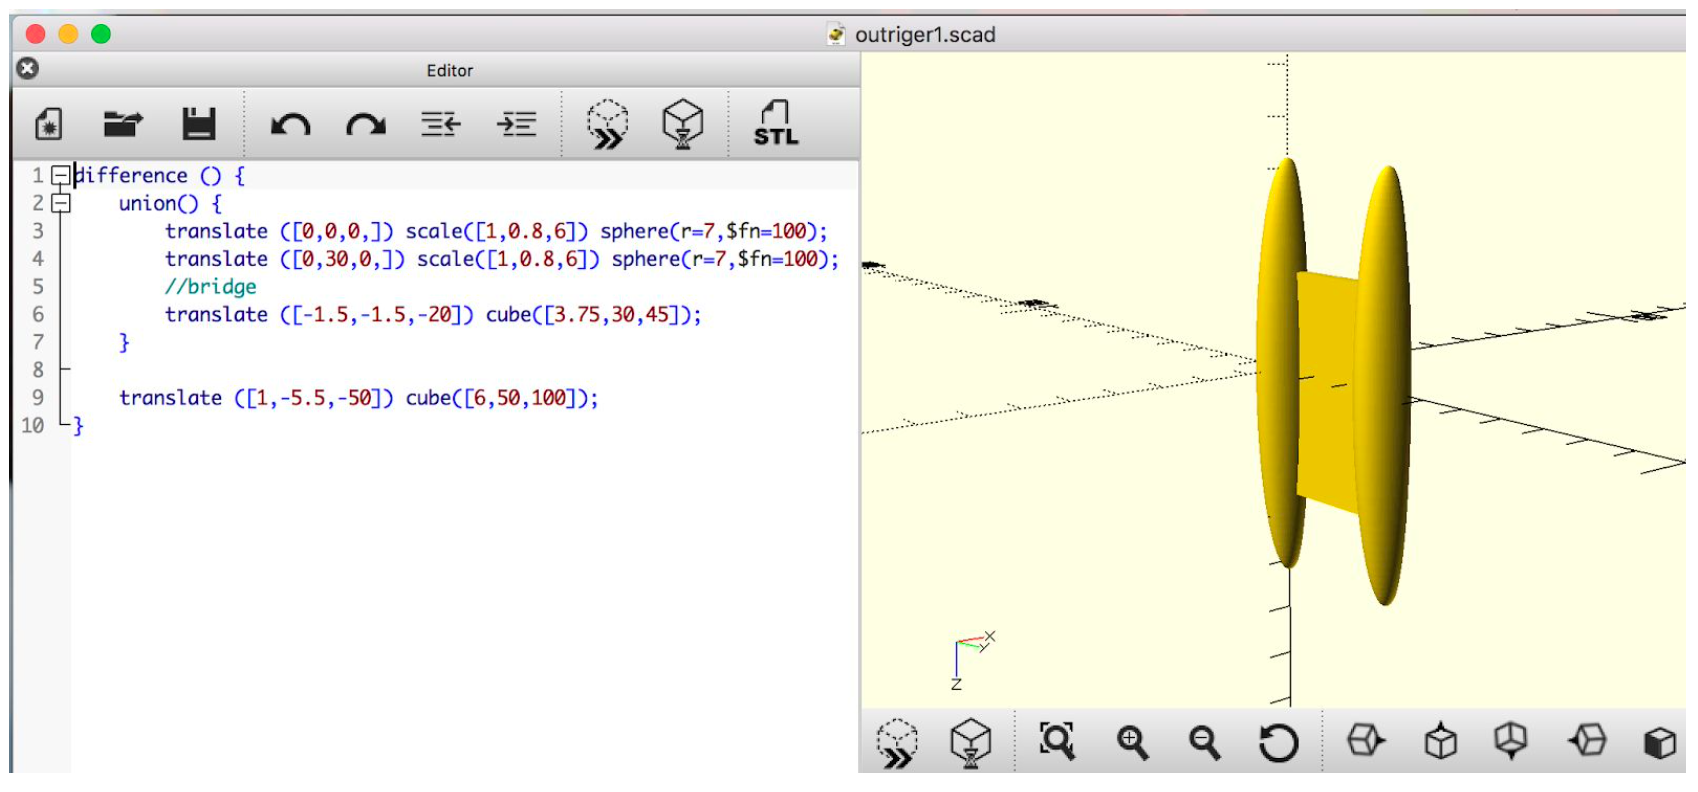 outriger1.scad
Editor
STL
1 difference () {
2 union() {
3 translate ([0,0,0,]) scale([1,0.8,6]) sphere(r=7,$fn=100);
4 translate ([0,30,0,]) scale([1,0.8,6]) sphere(r=7,$fn=100);
5 //bridge
6 translate ([-1.5,-1.5,-20]) cube([3.75,30,45]);
7 }
8
9 translate ([1,-5.5,-50]) cube([6,50,100]);
10 }
X
Y
Z